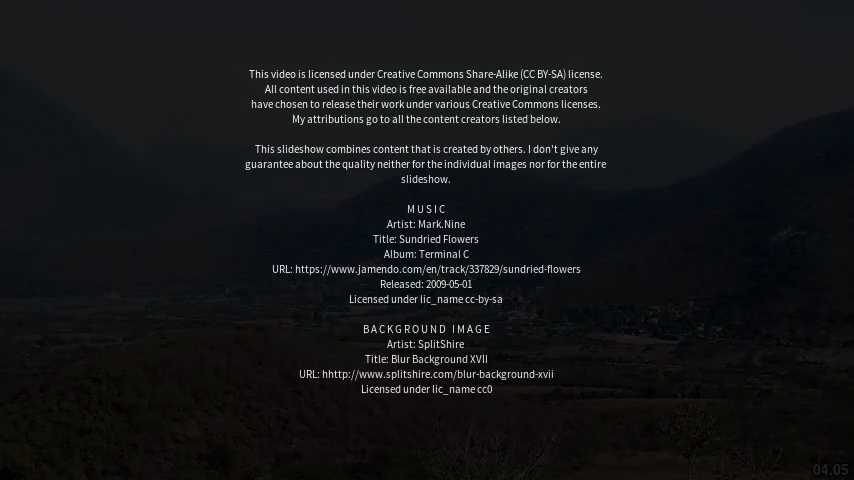 This video is licensed under Creative Commons Share-Alike (CC BY-SA) license.
All content used in this video is free available and the original creators
have chosen to release their work under various Creative Commons licenses.
My attributions go to all the content creators listed below.
This slideshow combines content that is created by others. I don't give any
guarantee about the quality neither for the individual images nor for the entire
slideshow.
MUSIC
Artist: Mark.Nine
Title: Sundried Flowers
Album: Terminal C
URL: https://www.jamendo.com/en/track/337829/sundried-flowers
Released: 2009-05-01
Licensed under lic_name cc-by-sa
BACKGROUND IMAGE
Artist: SplitShire
Title: Blur Background XVII
URL: hhttp://www.splitshire.com/blur-background-xvii
Licensed under lic_name cc0
04.05